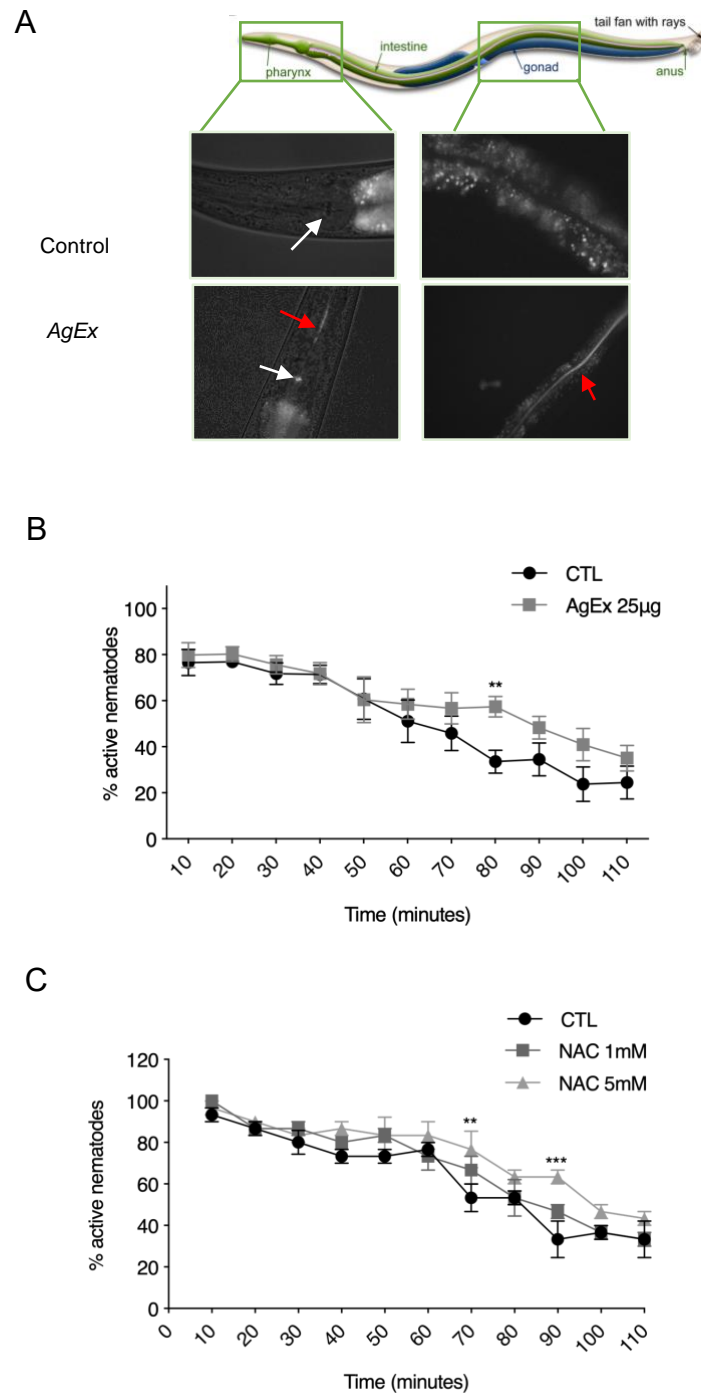 A
tail fan with rays
intestine
pharynx
gonad
anus
Control
AgEx
B
CTL
AgEx 25µg
% active nematodes
100
80
60
40
20
0
**
10 20 30 40 50 60 70 80 90 100 110
Time (minutes)
C
CTL
NAC 1mM
NAC 5mM
% active nematodes
120
100
80
60
40
20
0
**
***
0 10 20 30 40 50 60 70 80 90 100 110
Time (minutes)